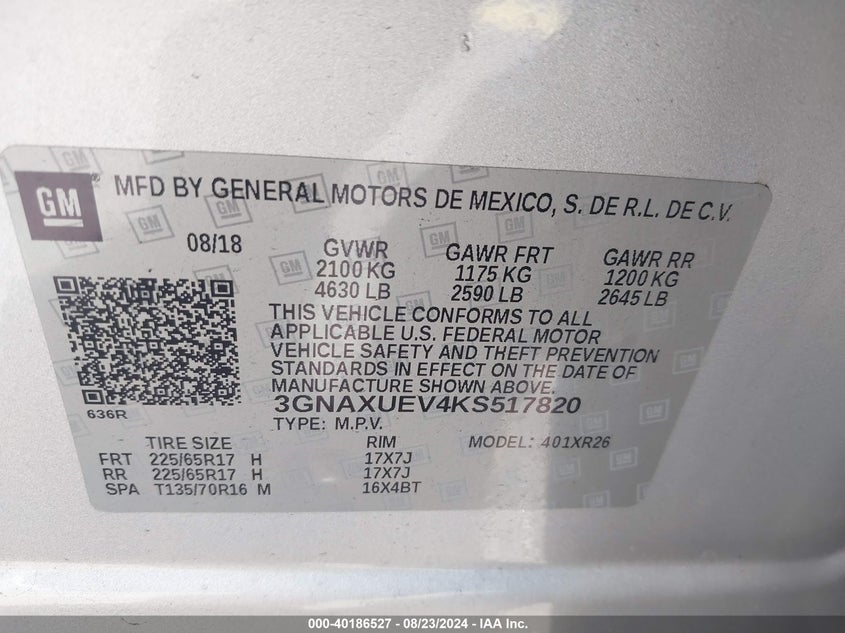 GM
MFD BY GENERAL MOTORS DE MEXICO, S. DE R.L. DE C.V.
08/18
GVWR GAWR FRT GAWR RR
2100 KG 1175 KG 1200 KG
4630 LB 2590 LB 2645 LB
THIS VEHICLE CONFORMS TO ALL
APPLICABLE U.S. FEDERAL MOTOR
VEHICLE SAFETY AND THEFT PREVENTION
STANDARDS IN EFFECT ON THE DATE OF
MANUFACTURE SHOWN ABOVE.
3GNAXUEV4KS517820
636R
TYPE: M.P.V.
TIRE SIZE RIM MODEL: 401XR26
FRT 225/65R17 H 17X7J
RR 225/65R17 H 17X7J
SPA T135/70R16 M 16X4BT
000-40186527 - 08/23/2024 - IAA Inc.